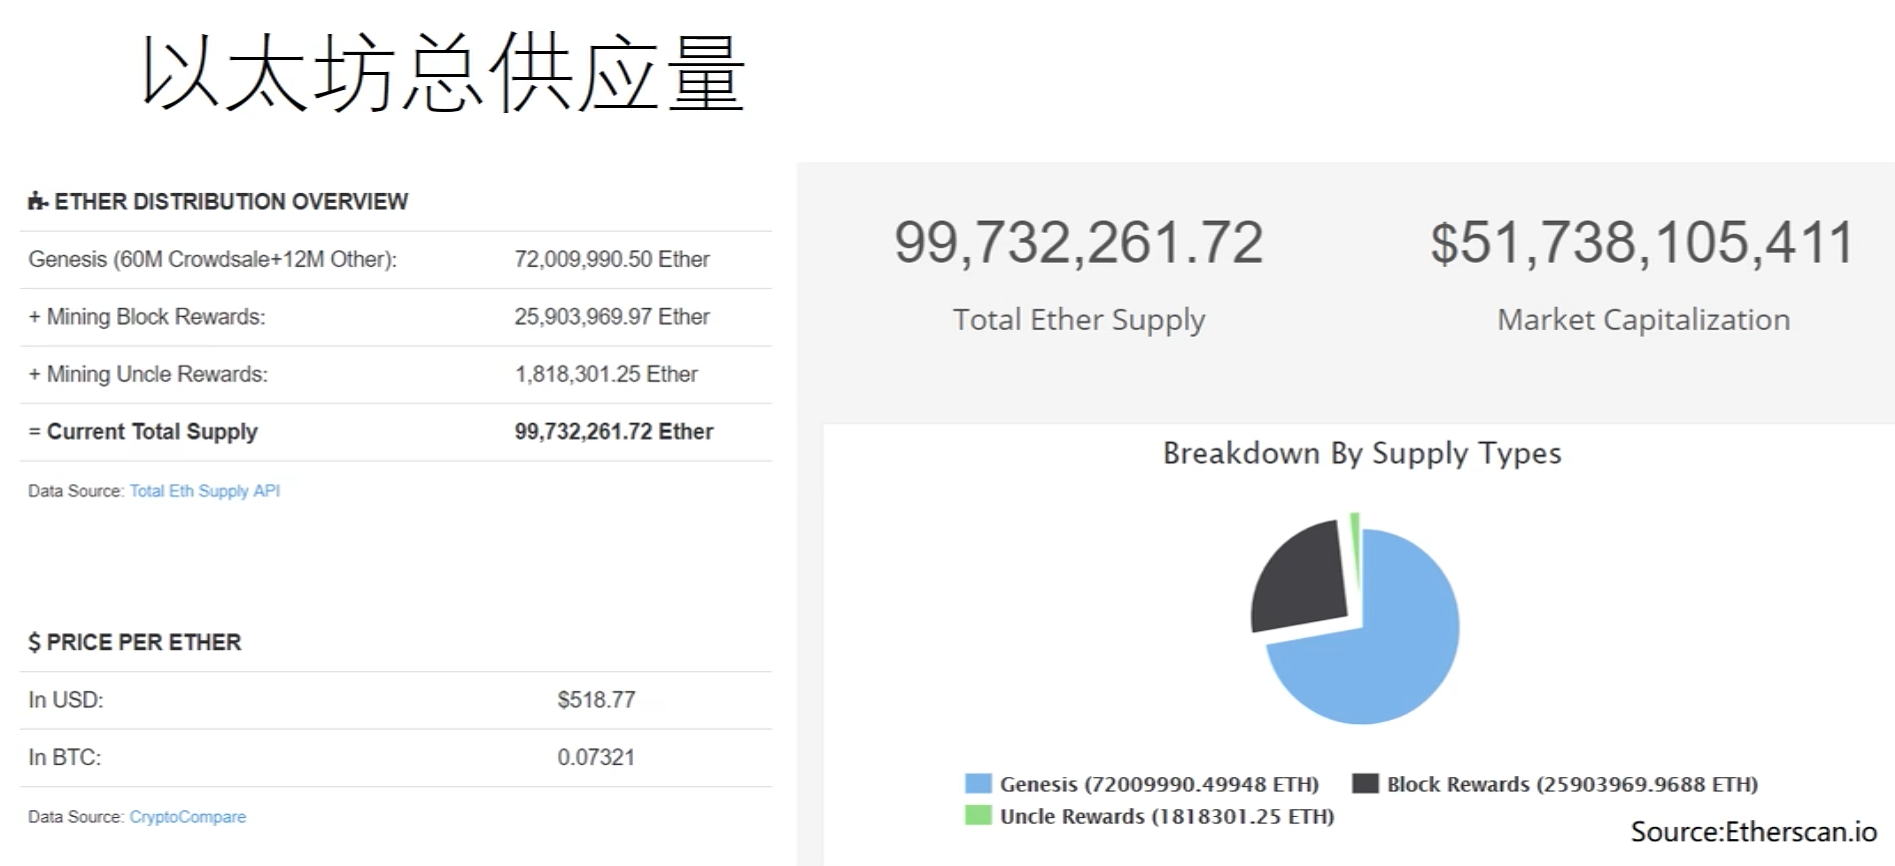 以太坊总供应量
ETHER DISTRIBUTION OVERVIEW
Genesis (60M Crowdsale+12M Other): 72,009,990.50 Ether
+ Mining Block Rewards: 25,903,969.97 Ether
+ Mining Uncle Rewards: 1,818,301.25 Ether
= Current Total Supply 99,732,261.72 Ether
Data Source: Total Eth Supply API
$ PRICE PER ETHER
In USD: $518.77
In BTC: 0.07321
Data Source: CryptoCompare
99,732,261.72
Total Ether Supply
$51,738,105,411
Market Capitalization
Breakdown By Supply Types
Genesis (72009990.49948 ETH) Block Rewards (25903969.9688 ETH)
Uncle Rewards (1818301.25 ETH)
Source:Etherscan.io